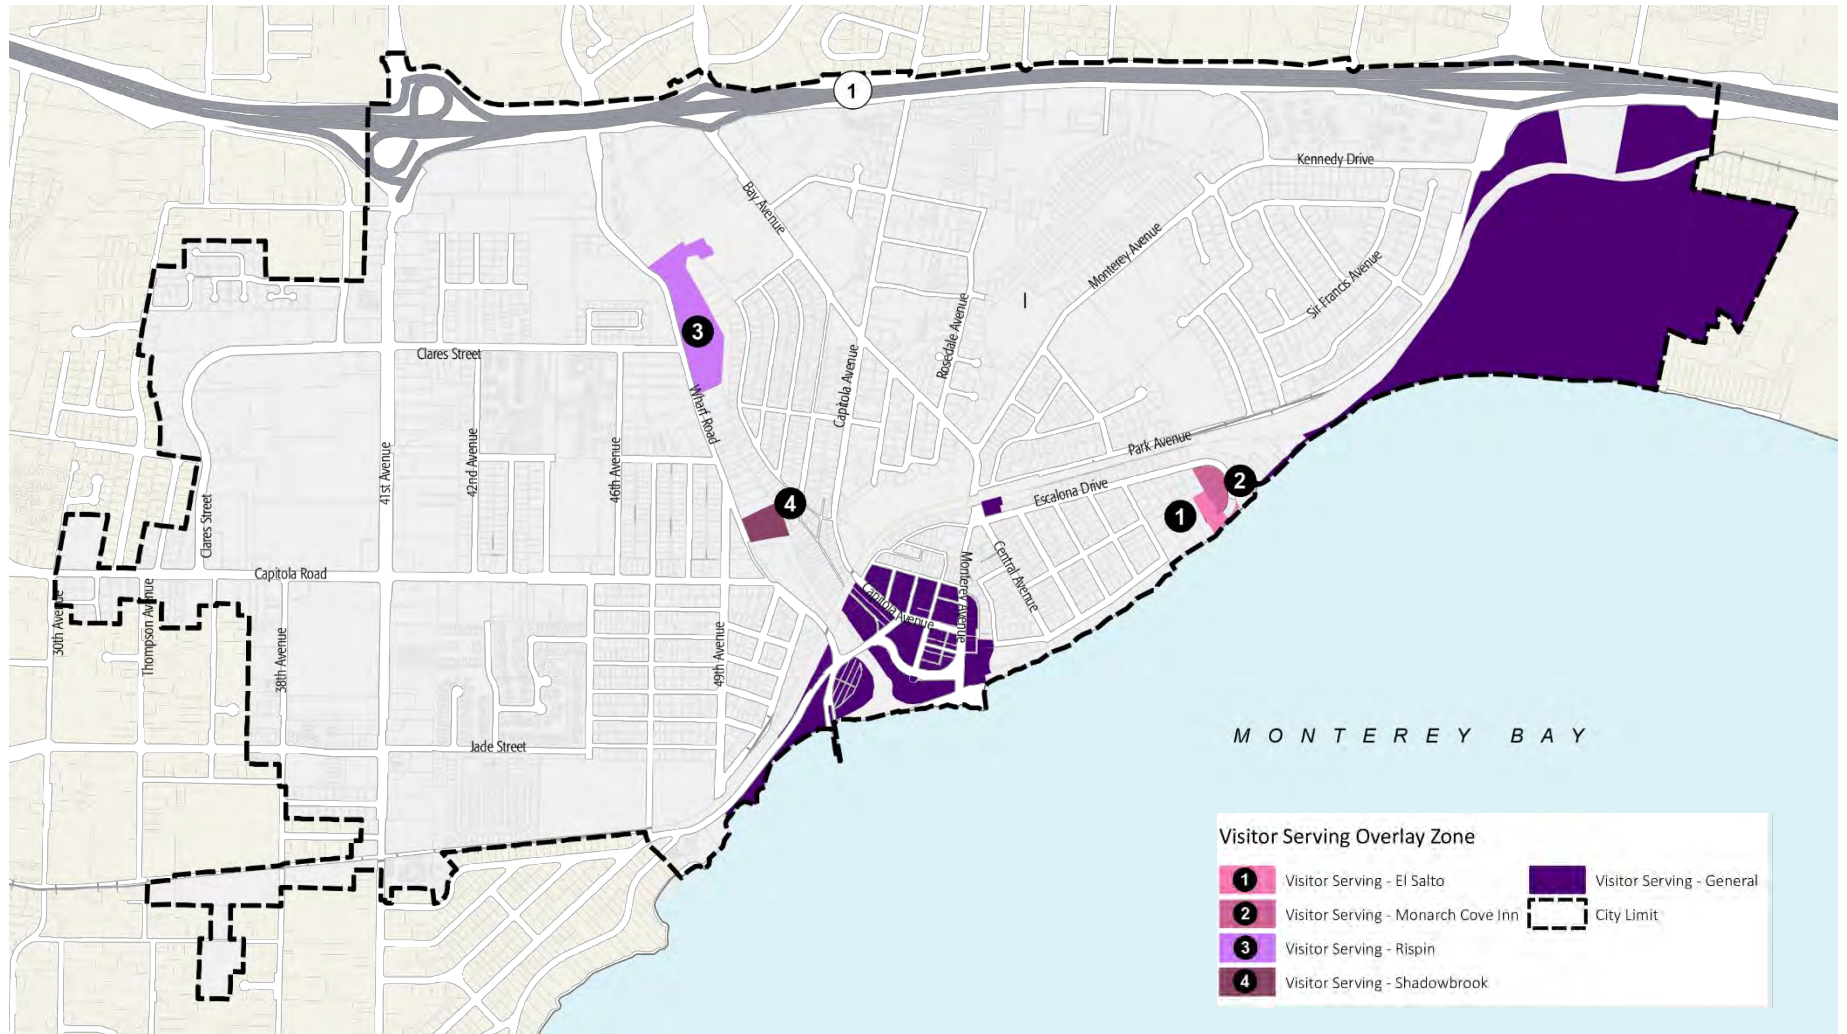 1
Kennedy Drive
Bay Avenue
Monterey Avenue
Sir Francis Avenue
3
Rosedale Avenue
Clares Street
Capitola Avenue
Wharf Road
Park Avenue
41st Avenue
42nd Avenue
46th Avenue
2
Escalona Drive
4
1
Clares Street
Central Avenue
Capitola Road
Monterey Avenue
Capitola Avenue
30th Avenue
Thompson Avenue
38th Avenue
49th Avenue
Jade Street
MONTEREY BAY
Visitor Serving Overlay Zone
1 Visitor Serving - El Salto
2 Visitor Serving - Monarch Cove Inn
3 Visitor Serving - Rispin
4 Visitor Serving - Shadowbrook
Visitor Serving - General
City Limit